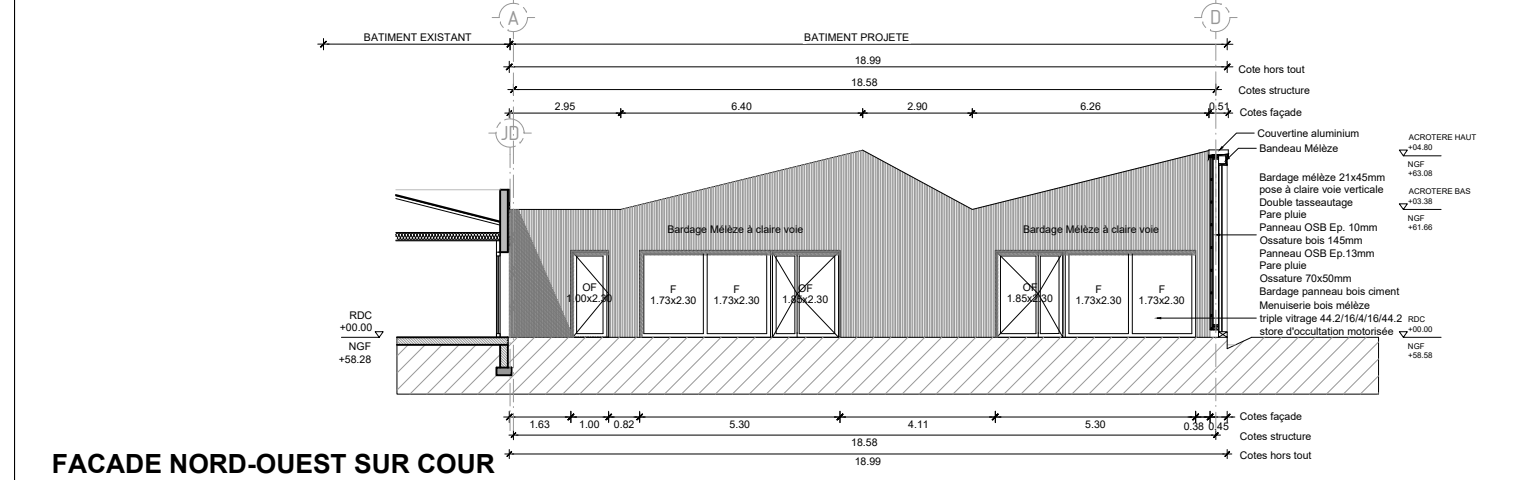 A
D
BATIMENT EXISTANT
BATIMENT PROJETE
18.99
Cote hors tout
18.58
Cotes structure
2.95
6.40
2.90
6.26
0.51
Cotes façade
JD
Couvertine aluminium
Bandeau Mélèze
ACROTERE HAUT
+04.80
NGF
+63.08
ACROTERE BAS
+03.38
NGF
+61.66
Bardage mélèze 21x45mm
pose à claire voie verticale
Double tasseautage
Pare pluie
Panneau OSB Ep. 10mm
Ossature bois 145mm
Panneau OSB Ep.13mm
Pare pluie
Ossature 70x50mm
Bardage panneau bois ciment
Menuiserie bois mélèze
triple vitrage 44.2/16/4/16/44.2
store d'occultation motorisée
RDC
+00.00
NGF
+58.58
Bardage Mélèze à claire voie
Bardage Mélèze à claire voie
OF
1.00x2.30
F
1.73x2.30
F
1.73x2.30
OF
1.85x2.30
OF
1.85x2.30
F
1.73x2.30
F
1.73x2.30
RDC
+00.00
NGF
+58.28
1.63
1.00
0.82
5.30
4.11
5.30
0.38
0.45
Cotes façade
18.58
Cotes structure
18.99
Cotes hors tout
FACADE NORD-OUEST SUR COUR